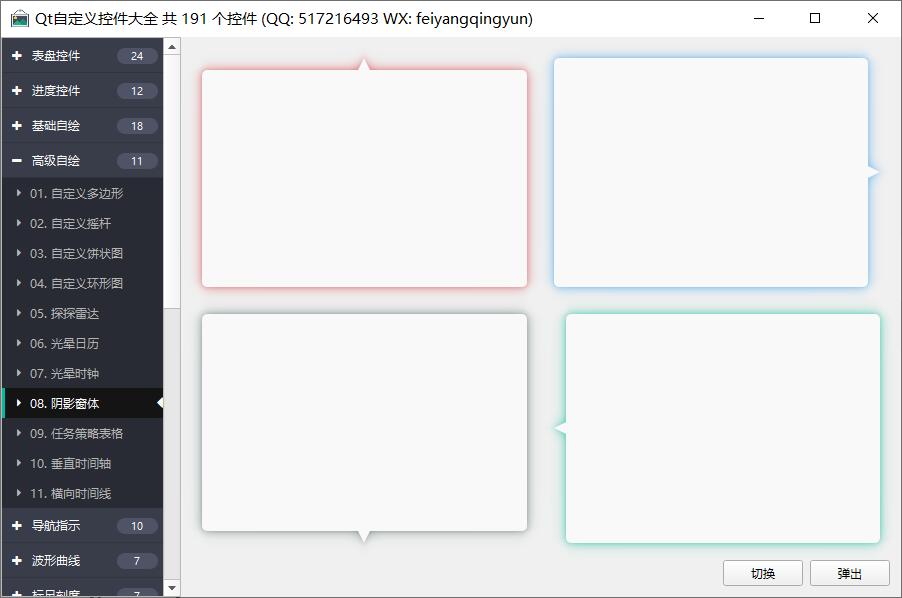 Qt自定义控件大全 共 191 个控件 (QQ: 517216493 WX: feiyangqingyun)
表盘控件 24
进度控件 12
基础自绘 18
高级自绘 11
01. 自定义多边形
02. 自定义摇杆
03. 自定义饼状图
04. 自定义环形图
05. 探探雷达
06. 光晕日历
07. 光晕时钟
08. 阴影窗体
09. 任务策略表格
10. 垂直时间轴
11. 横向时间线
导航指示 10
波形曲线 7
标尺刻度 7
切换
弹出